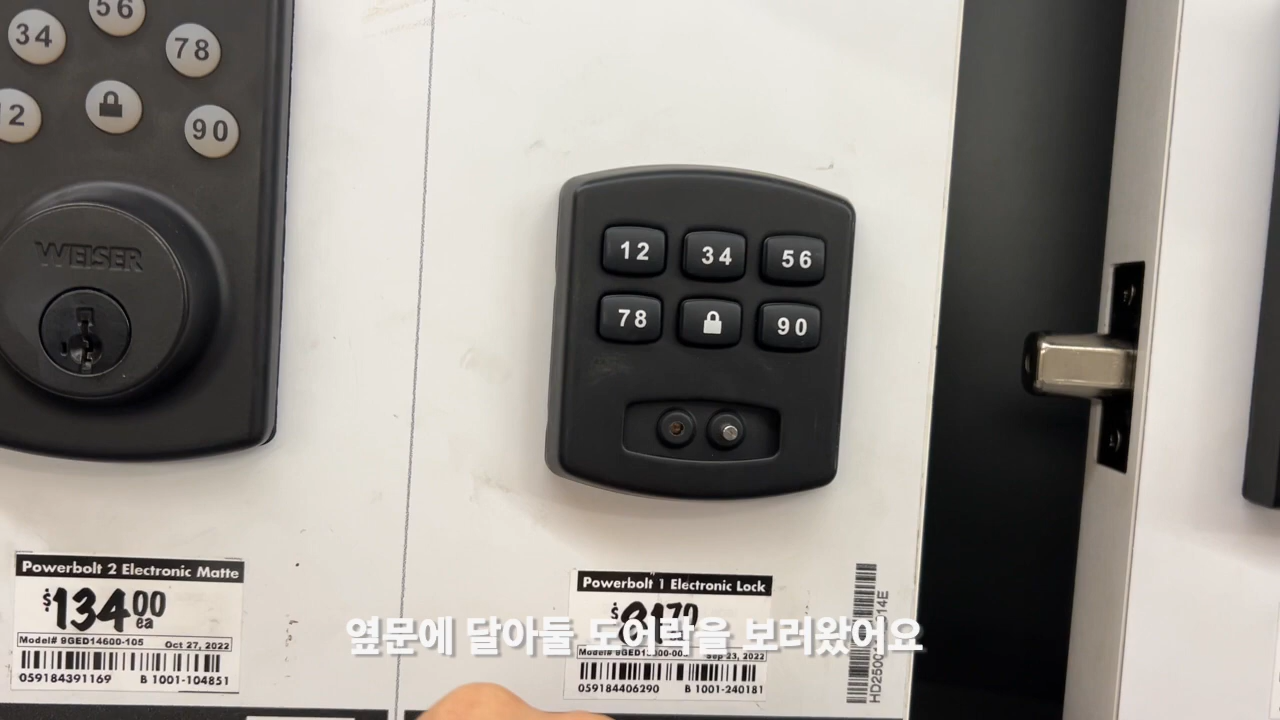 56
34
78
12
90
WEISER
12 34 56
78 90
Powerbolt 2 Electronic Matte
$134.00
ea
Model# 9GED14600-105 Oct 27, 2022
059184391169 B 1001-104851
Powerbolt 1 Electronic Lock
Model# Sep 23, 2022
059184406290 B 1001-240181
옆문에 달아둘 도어락을 보러왔어요